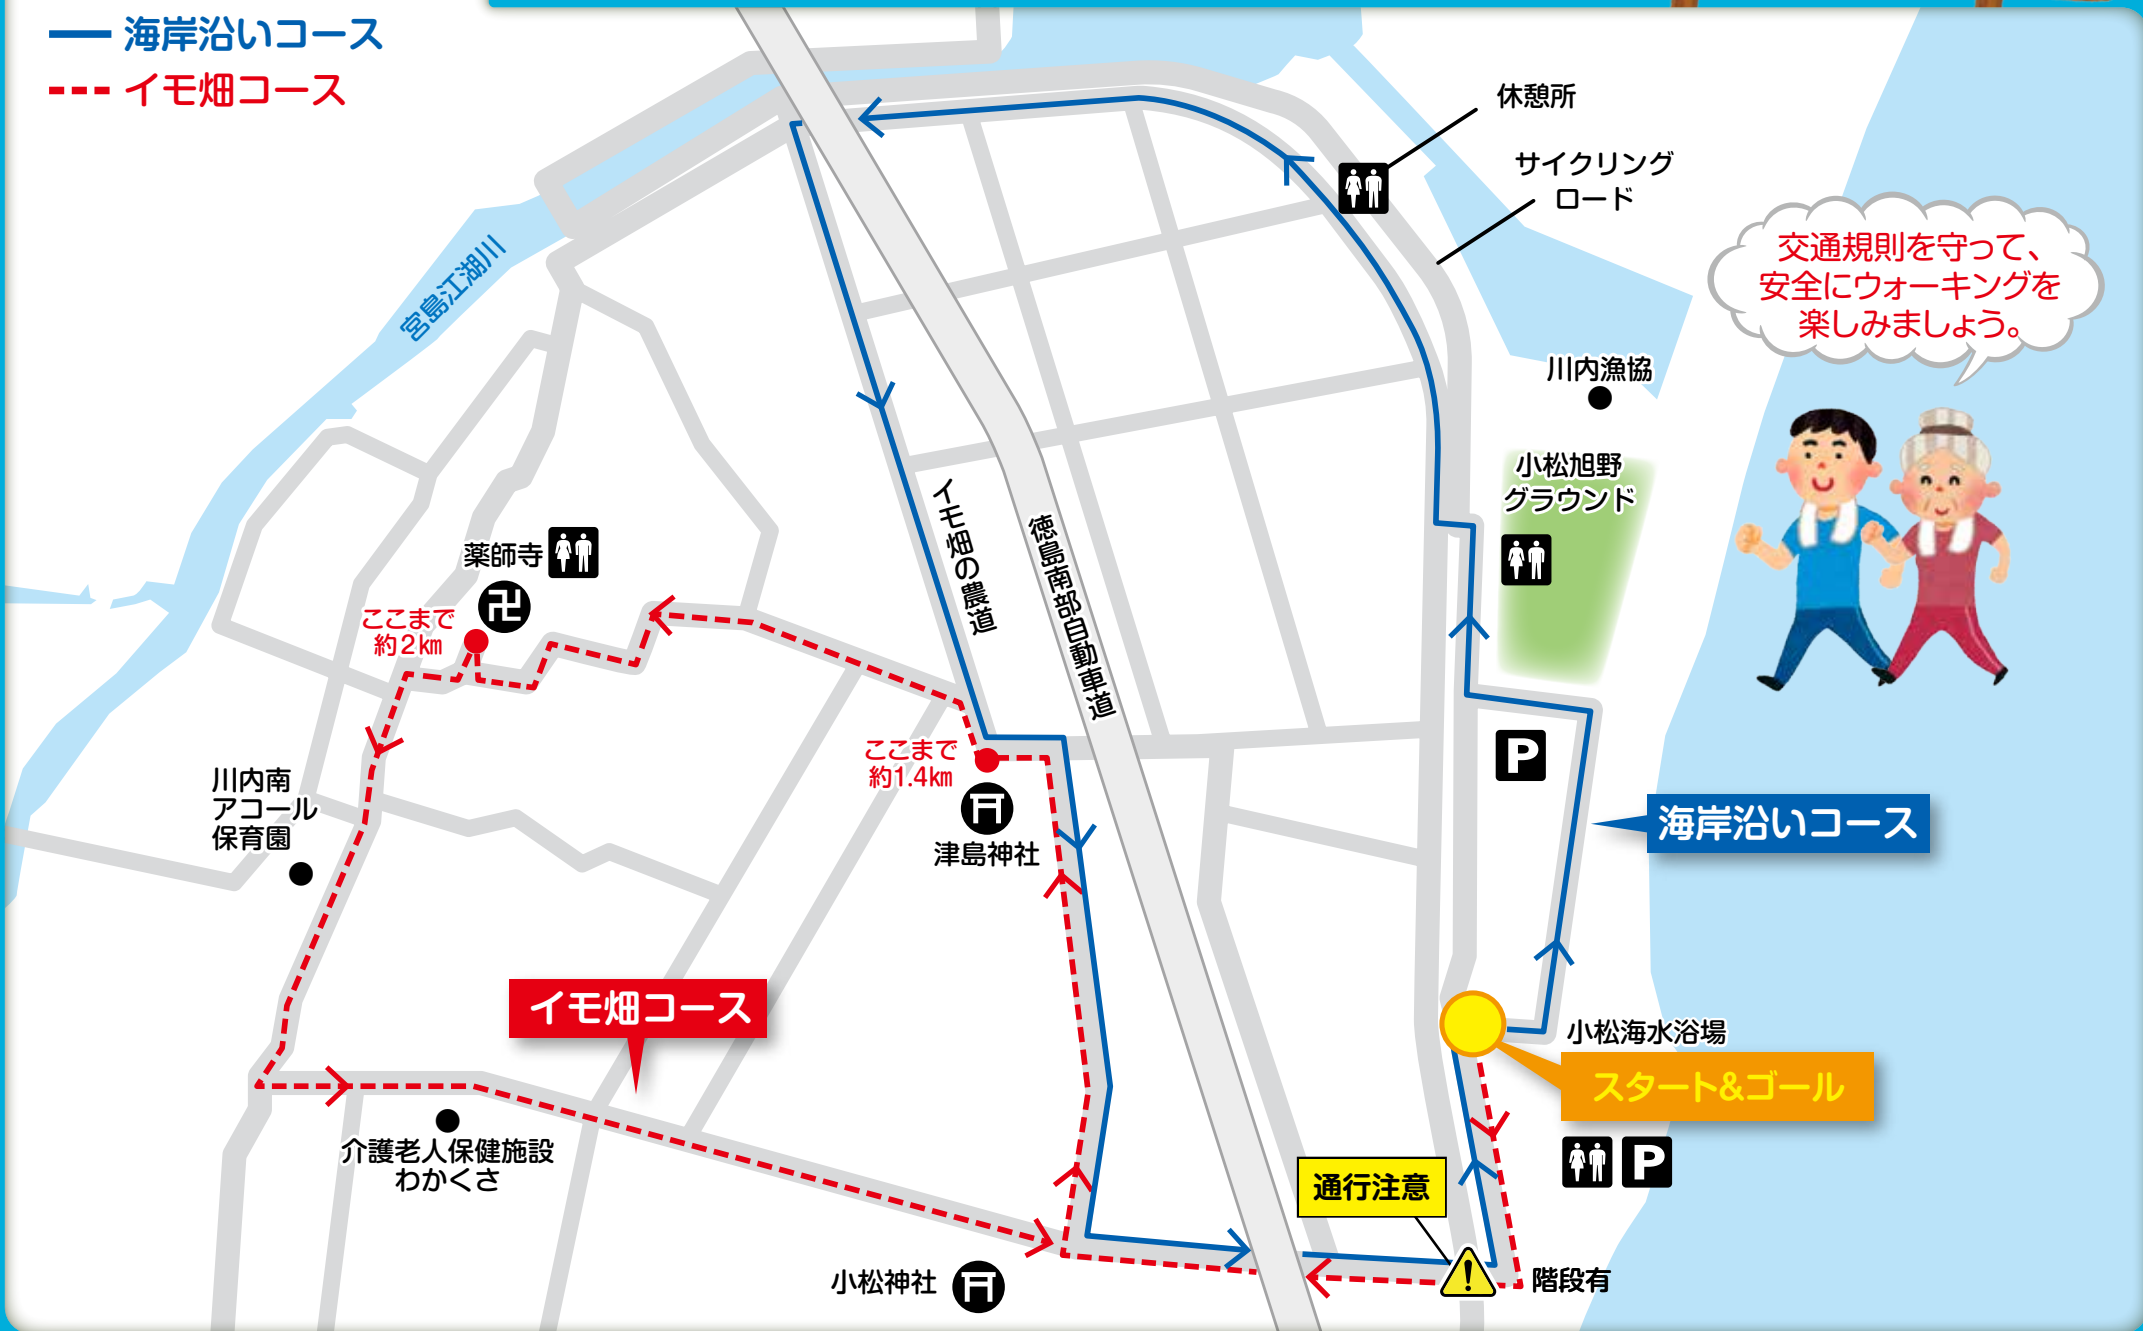 海岸沿いコース
イモ畑コース
休憩所
サイクリング
ロード
交通規則を守って、
安全にウォーキングを
楽しみましょう。
宮島江湖川
川内漁協
小松旭野
グラウンド
イモ畑の農道
徳島南部自動車道
薬師寺
卍
ここまで
約2km
ここまで
約1.4km
津島神社
P
海岸沿いコース
川内南
アコール
保育園
イモ畑コース
小松海水浴場
スタート&ゴール
P
介護老人保健施設
わかくさ
通行注意
!
小松神社
階段有